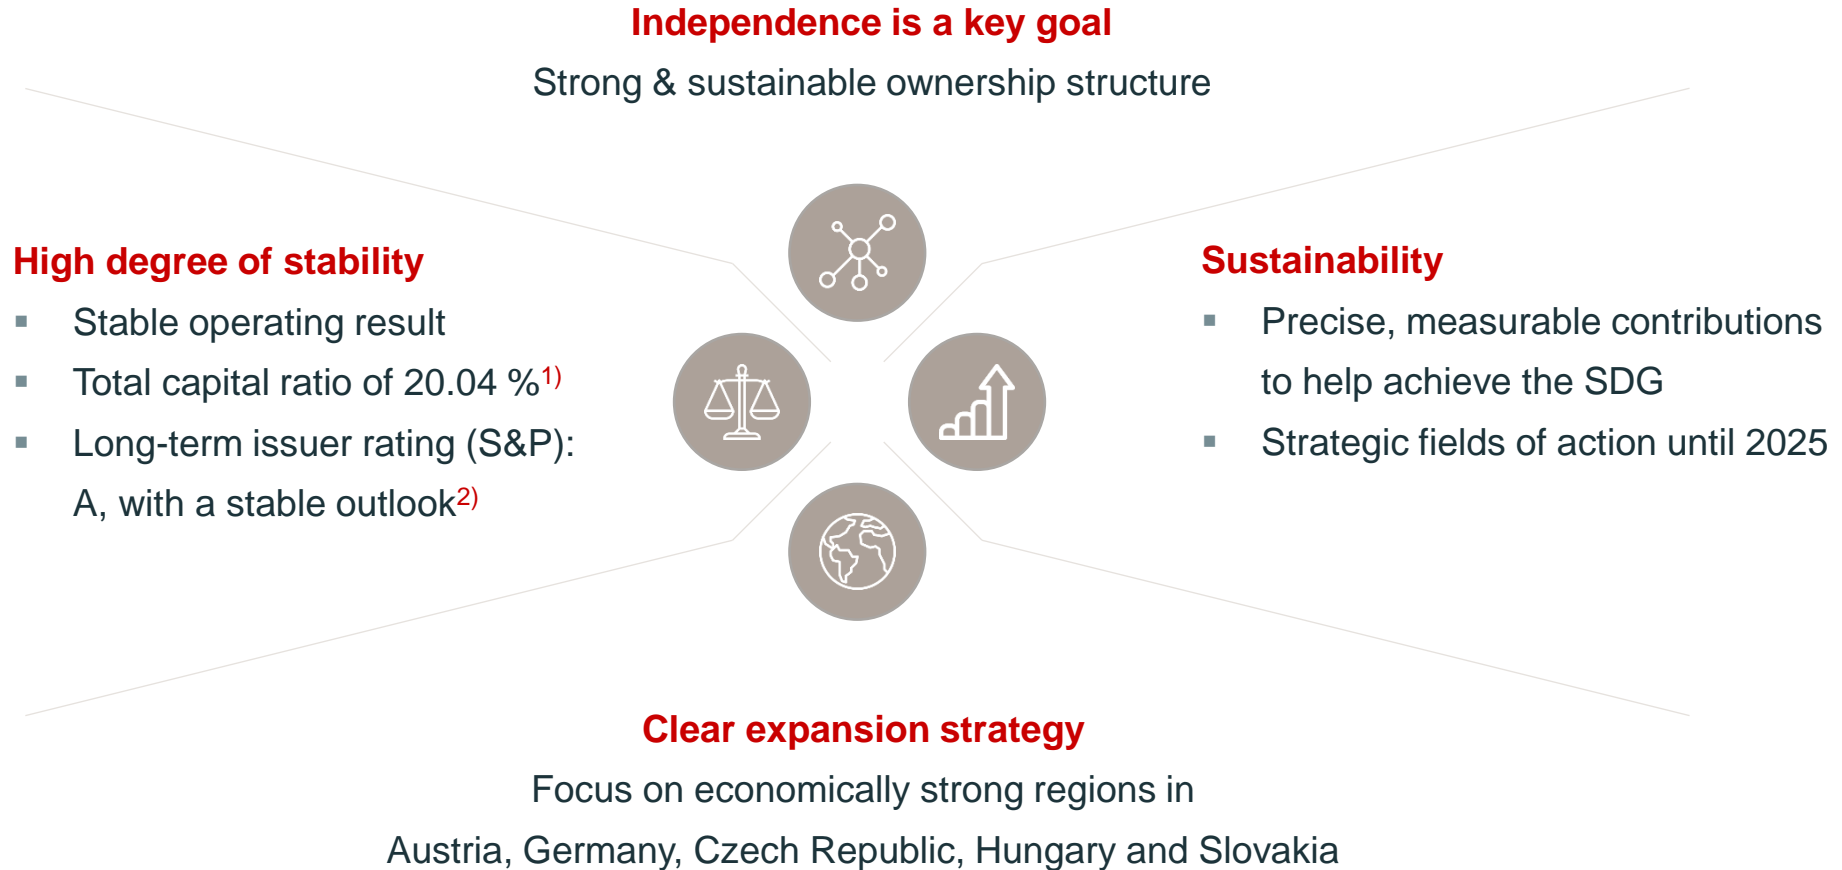 Independence is a key goal
Strong & sustainable ownership structure
High degree of stability
▪ Stable operating result
▪ Total capital ratio of 20.04 %1)
▪ Long-term issuer rating (S&P):
A, with a stable outlook2)
Sustainability
▪ Precise, measurable contributions
to help achieve the SDG
▪ Strategic fields of action until 2025
Clear expansion strategy
Focus on economically strong regions in
Austria, Germany, Czech Republic, Hungary and Slovakia